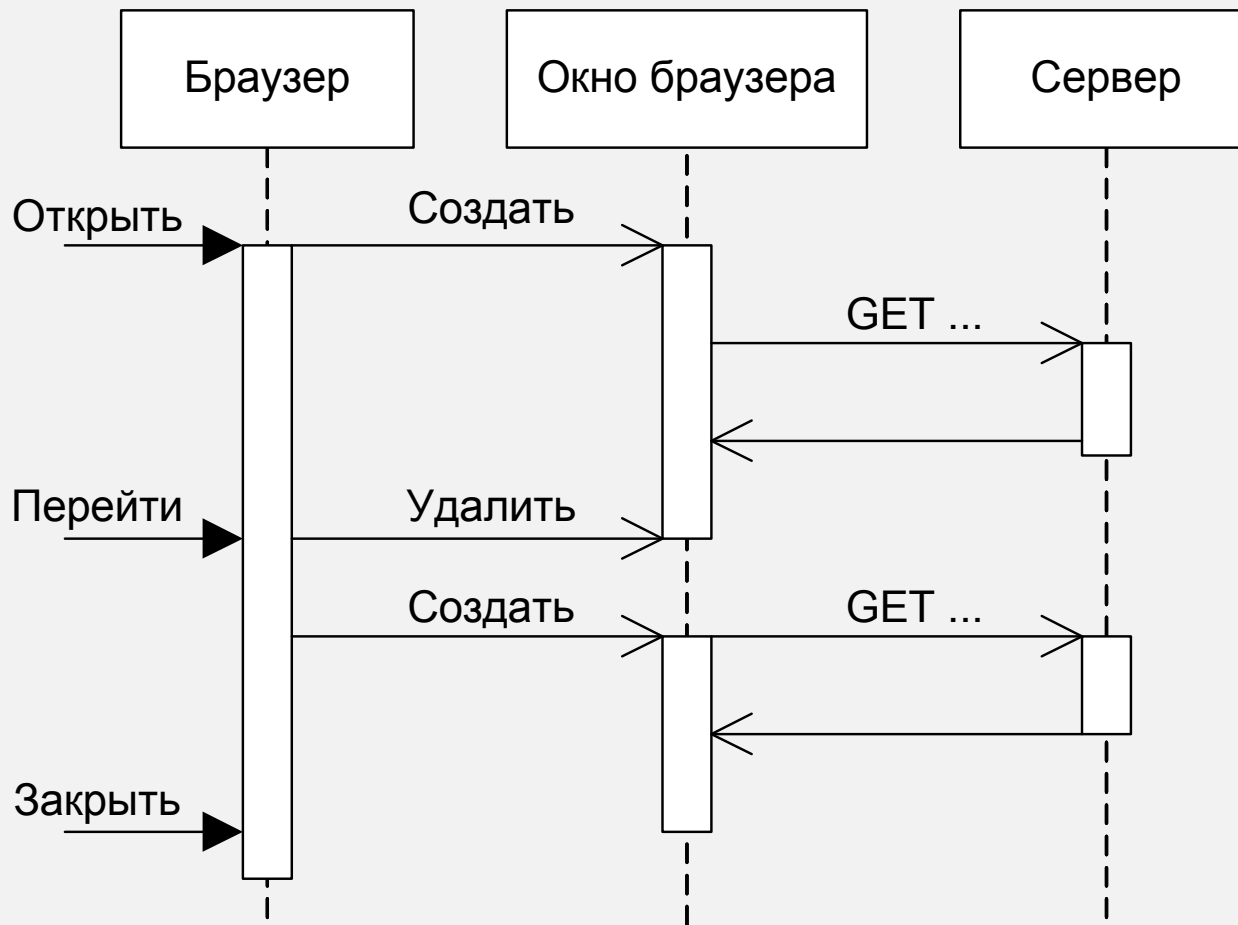 Браузер
Окно браузера
Сервер
Открыть
Создать
GET ...
Перейти
Удалить
Создать
GET ...
Закрыть